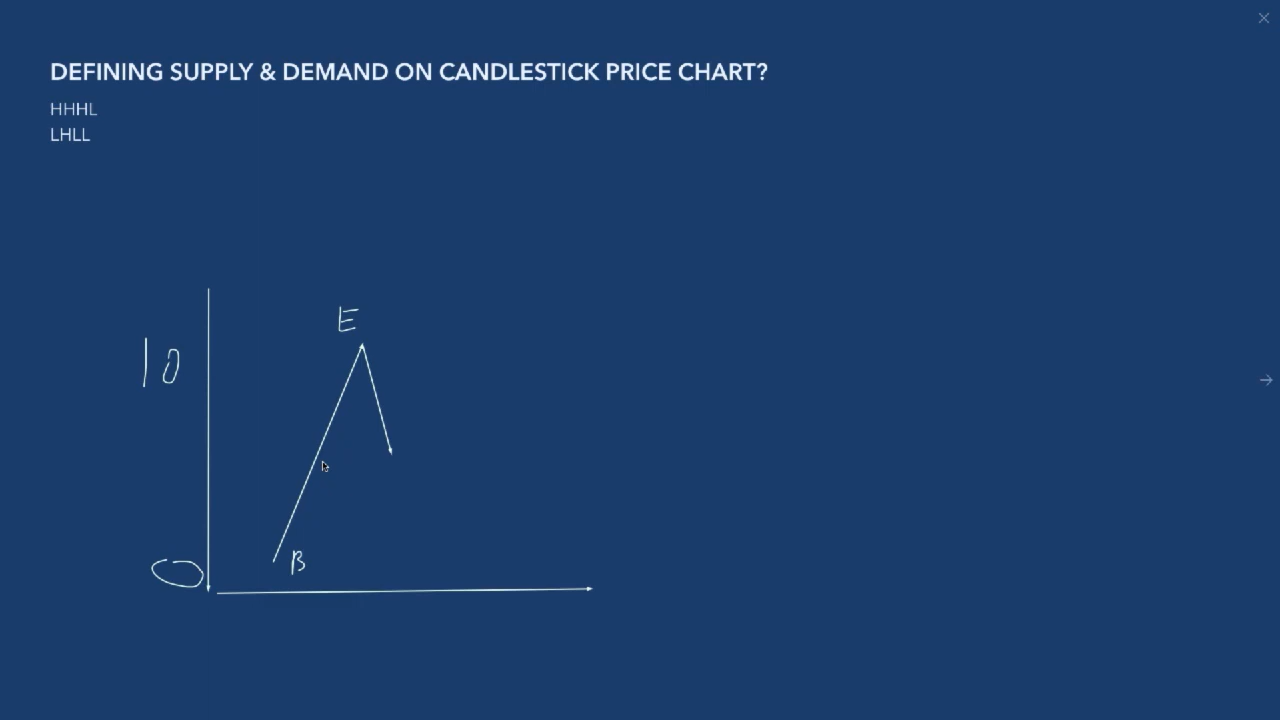 DEFINING SUPPLY & DEMAND ON CANDLESTICK PRICE CHART?
HHHL
LHLL
E
10
B
0